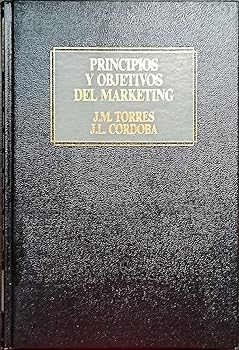 PRINCIPIOS
Y OBJETIVOS
DEL MARKETING
J.M. TORRES
J.L. CORDOBA